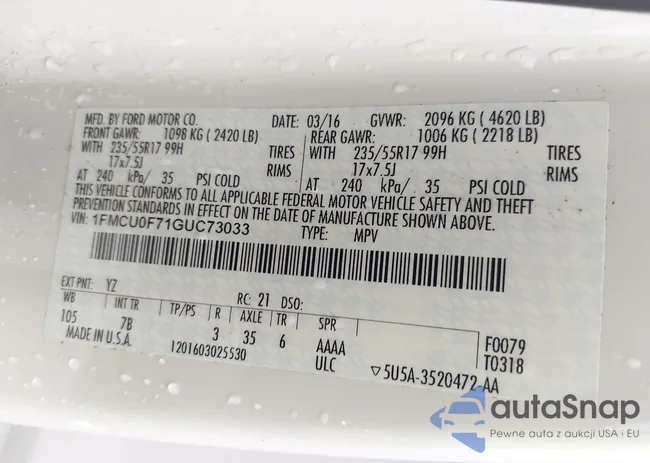 MFD. BY FORD MOTOR CO. DATE: 03/16 GVWR: 2096 KG ( 4620 LB)
FRONT GAWR: 1098 KG ( 2420 LB) REAR GAWR: 1006 KG ( 2218 LB)
WITH 235/55R17 99H TIRES WITH 235/55R17 99H TIRES
17x7.5J RIMS 17x7.5J RIMS
AT 240 kPa/ 35 PSI COLD AT 240 kPa/ 35 PSI COLD
THIS VEHICLE CONFORMS TO ALL APPLICABLE FEDERAL MOTOR VEHICLE SAFETY AND THEFT
PREVENTION STANDARDS IN EFFECT ON THE DATE OF MANUFACTURE SHOWN ABOVE.
VIN: 1FMCU0F71GUC73033 TYPE: MPV
EXT PNT: YZ RC: 21 DSO:
WB INT TR TP/PS R AXLE TR SPR
105 7B 3 35 6 AAAA F0079
MADE IN U.S.A. 1201603025530 ULC T0318
▽5U5A-3520472-AA
autaSnap
Pewne auta z aukcji USA i EU